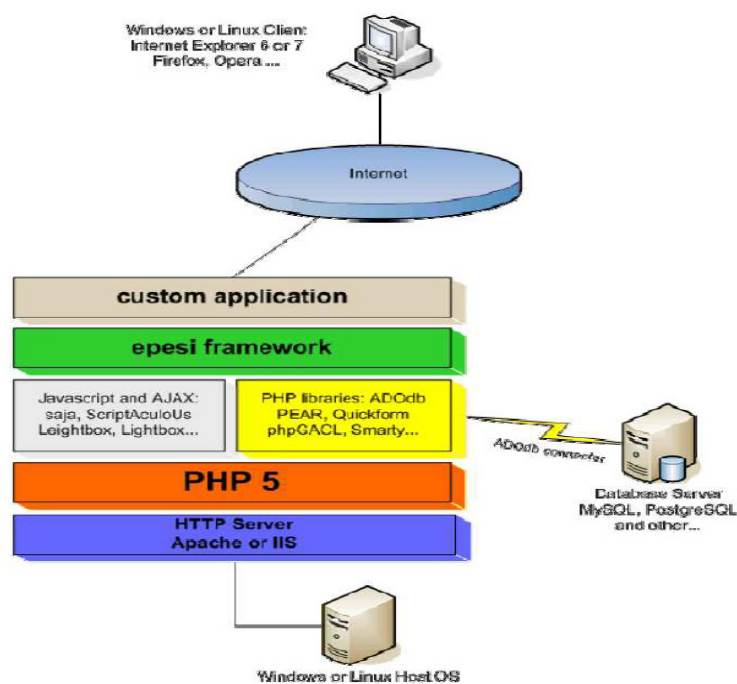 Windows or Linux Client
Internet Explorer 6 or 7
Firefox, Opera....
Internet
custom application
epesi framework
Javascript and AJAX:
saja, ScriptAculoUs
Leightbox, Lightbox...
PHP libraries: ADOdb
PEAR, Quickform
phpGACL, Smarty...
ADOdb connector
PHP 5
Database Server
MySQL, PostgreSQL
and other...
HTTP Server
Apache or IIS
Windows or Linux Host OS